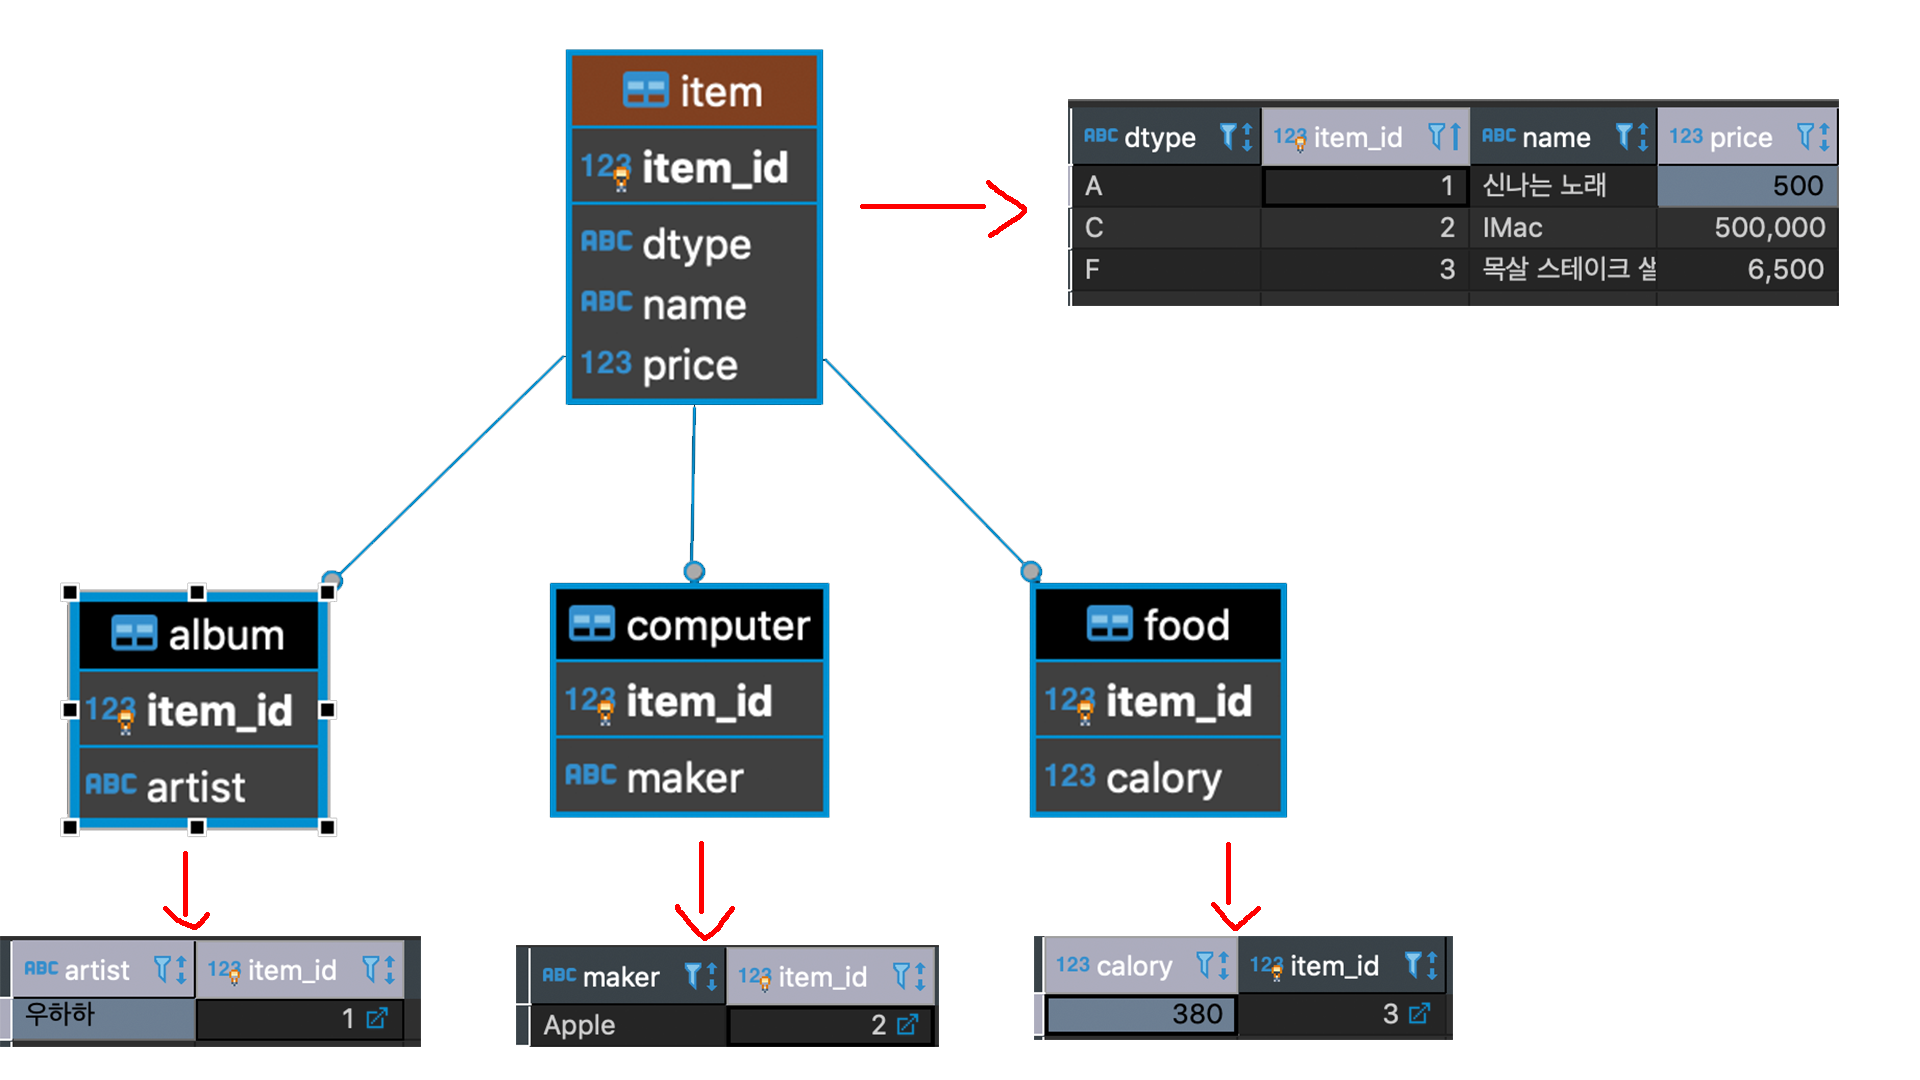 item
123 item_id
ABC dtype
ABC name
123 price
ABC dtype 123 item_id ABC name 123 price
A 1 신나는 노래 500
C 2 IMac 500,000
F 3 목살 스테이크 6,500
album
123 item_id
ABC artist
computer
123 item_id
ABC maker
food
123 item_id
123 calory
ABC artist 123 item_id
우하하 1
ABC maker 123 item_id
Apple 2
123 calory 123 item_id
380 3